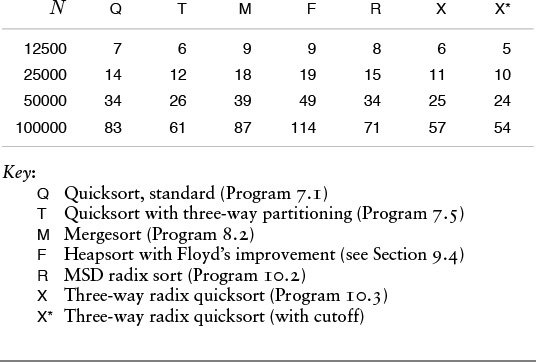 N Q T M F R X X*
12500 7 6 9 9 8 6 5
25000 14 12 18 19 15 11 10
50000 34 26 39 49 34 25 24
100000 83 61 87 114 71 57 54
Key:
Q Quicksort, standard (Program 7.1)
T Quicksort with three-way partitioning (Program 7.5)
M Mergesort (Program 8.2)
F Heapsort with Floyd’s improvement (see Section 9.4)
R MSD radix sort (Program 10.2)
X Three-way radix quicksort (Program 10.3)
X* Three-way radix quicksort (with cutoff)